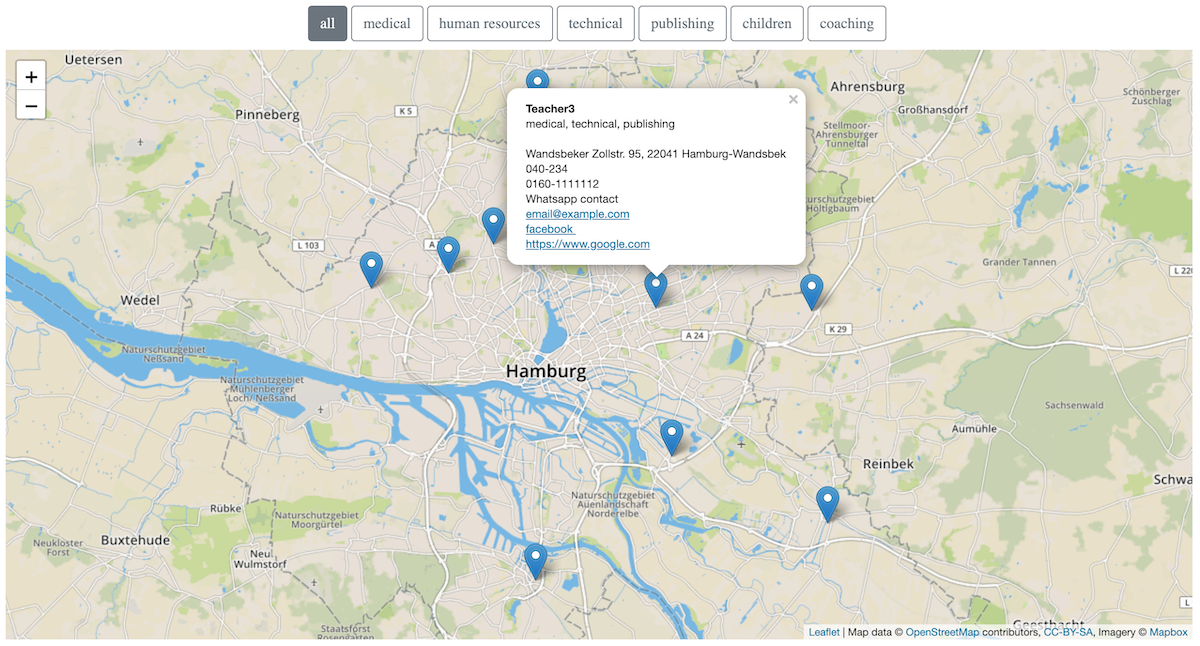 all
medical
human resources
technical
publishing
children
coaching
+
−
Uetersen
Pinneberg
K 5
Ahrensburg
Großhansdorf
Schönberger
Zuschlag
Stellmoor-
Ahrensburger
Tunneltal
×
Teacher3
medical, technical, publishing
Wandsbeker Zollstr. 95, 22041 Hamburg-Wandsbek
040-234
0160-1111112
Whatsapp contact
email@example.com
facebook
https://www.google.com
urschutzgebiet
Höltigbaum
L 103
A
Grander Tannen
L 220
Wedel
K 29
A 24
Naturschutzgebiet
Neßsand
Hamburg
Naturschutzgebiet
Mühlenberger
Loch/ Neßsand
Sachsenwald
Aumühle
Reinbek
Schwa
Naturschutzgebiet
Auenlandschaft
Norderelbe
Rübke
Naturschutzgebiet
Moorgürtel
Buxtehude
Neukloster
Forst
Neu
Wulmstorf
Staatsforst
Rosengarten
L
Geesthacht
Leaflet | Map data © OpenStreetMap contributors, CC-BY-SA, Imagery © Mapbox